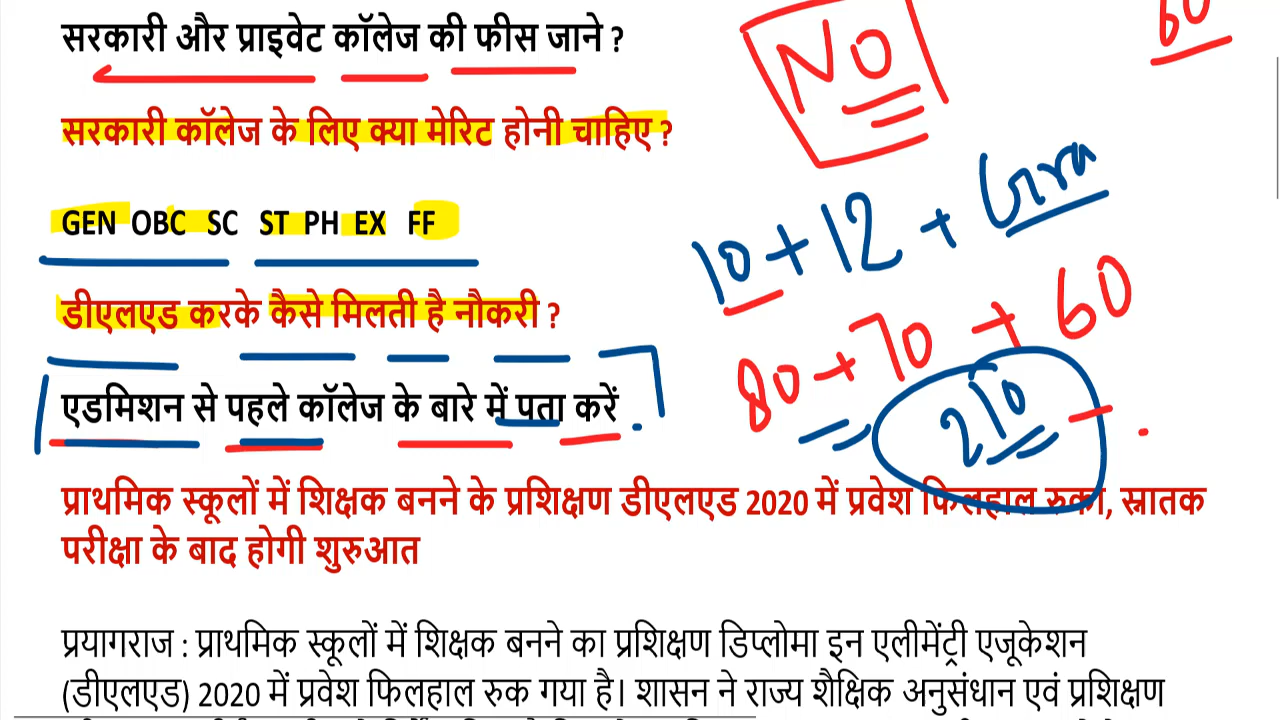 सरकारी और प्राइवेट कॉलेज की फीस जाने ?
NO
60
सरकारी कॉलेज के लिए क्या मेरिट होनी चाहिए ?
GEN OBC SC ST PH EX FF
10 + 12 + Gra
डीएलएड करके कैसे मिलती है नौकरी ?
80 + 70 + 60
210
एडमिशन से पहले कॉलेज के बारे में पता करें
प्राथमिक स्कूलों में शिक्षक बनने के प्रशिक्षण डीएलएड 2020 में प्रवेश फिलहाल रुका, स्नातक
परीक्षा के बाद होगी शुरुआत
प्रयागराज : प्राथमिक स्कूलों में शिक्षक बनने का प्रशिक्षण डिप्लोमा इन एलीमेंट्री एजूकेशन
(डीएलएड) 2020 में प्रवेश फिलहाल रुक गया है। शासन ने राज्य शैक्षिक अनुसंधान एवं प्रशिक्षण